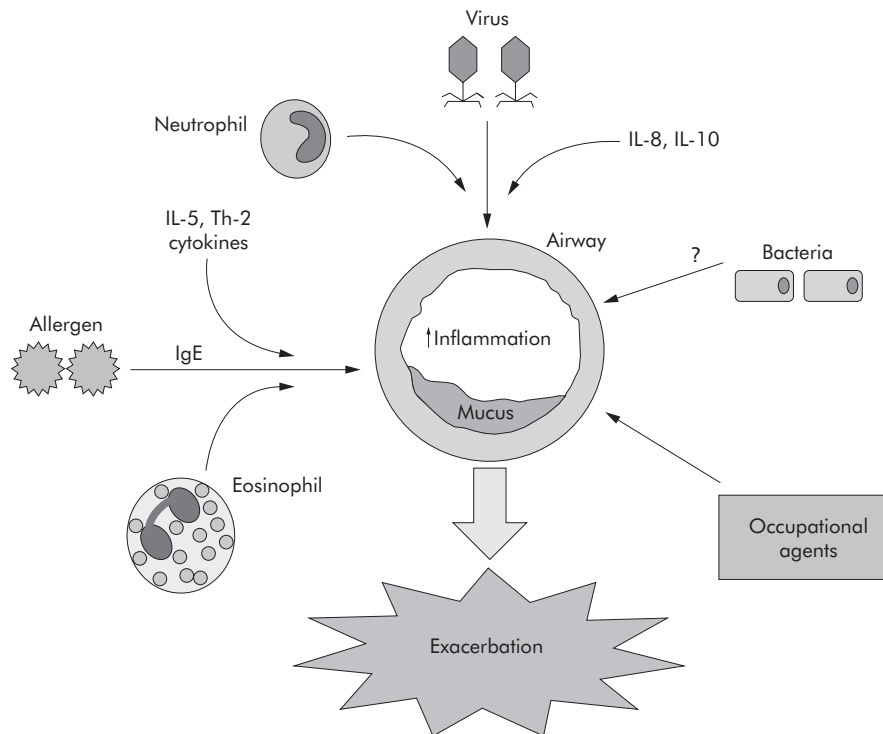 Virus
Neutrophil
IL-8, IL-10
IL-5, Th-2
cytokines
Airway
?
Bacteria
Allergen
IgE
↑Inflammation
Mucus
Eosinophil
Occupational
agents
Exacerbation